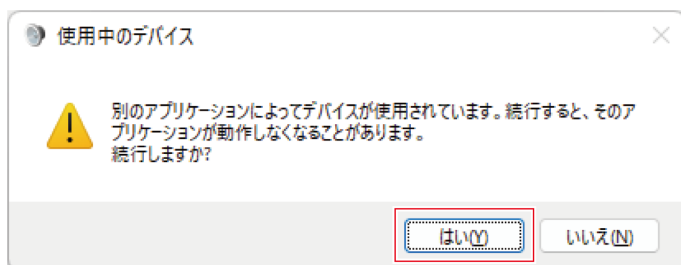 使用中のデバイス
別のアプリケーションによってデバイスが使用されています。続行すると、そのア
プリケーションが動作しなくなることがあります。
続行しますか?
はい(Y)
いいえ(N)